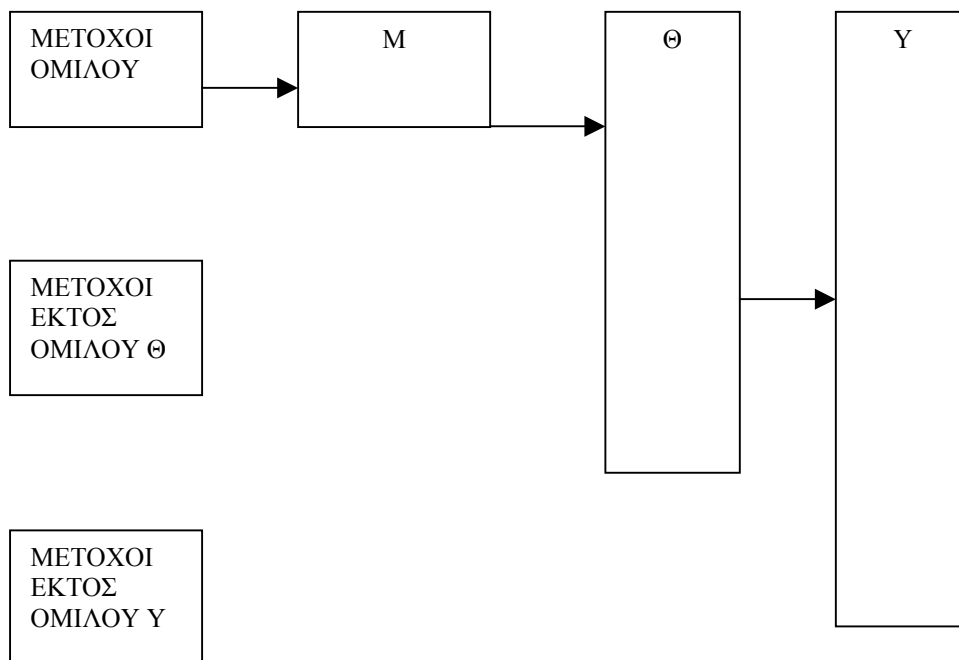 ΜΕΤΟΧΟΙ
ΟΜΙΛΟΥ
Μ
Θ
Υ
ΜΕΤΟΧΟΙ
ΕΚΤΟΣ
ΟΜΙΛΟΥ Θ
ΜΕΤΟΧΟΙ
ΕΚΤΟΣ
ΟΜΙΛΟΥ Υ